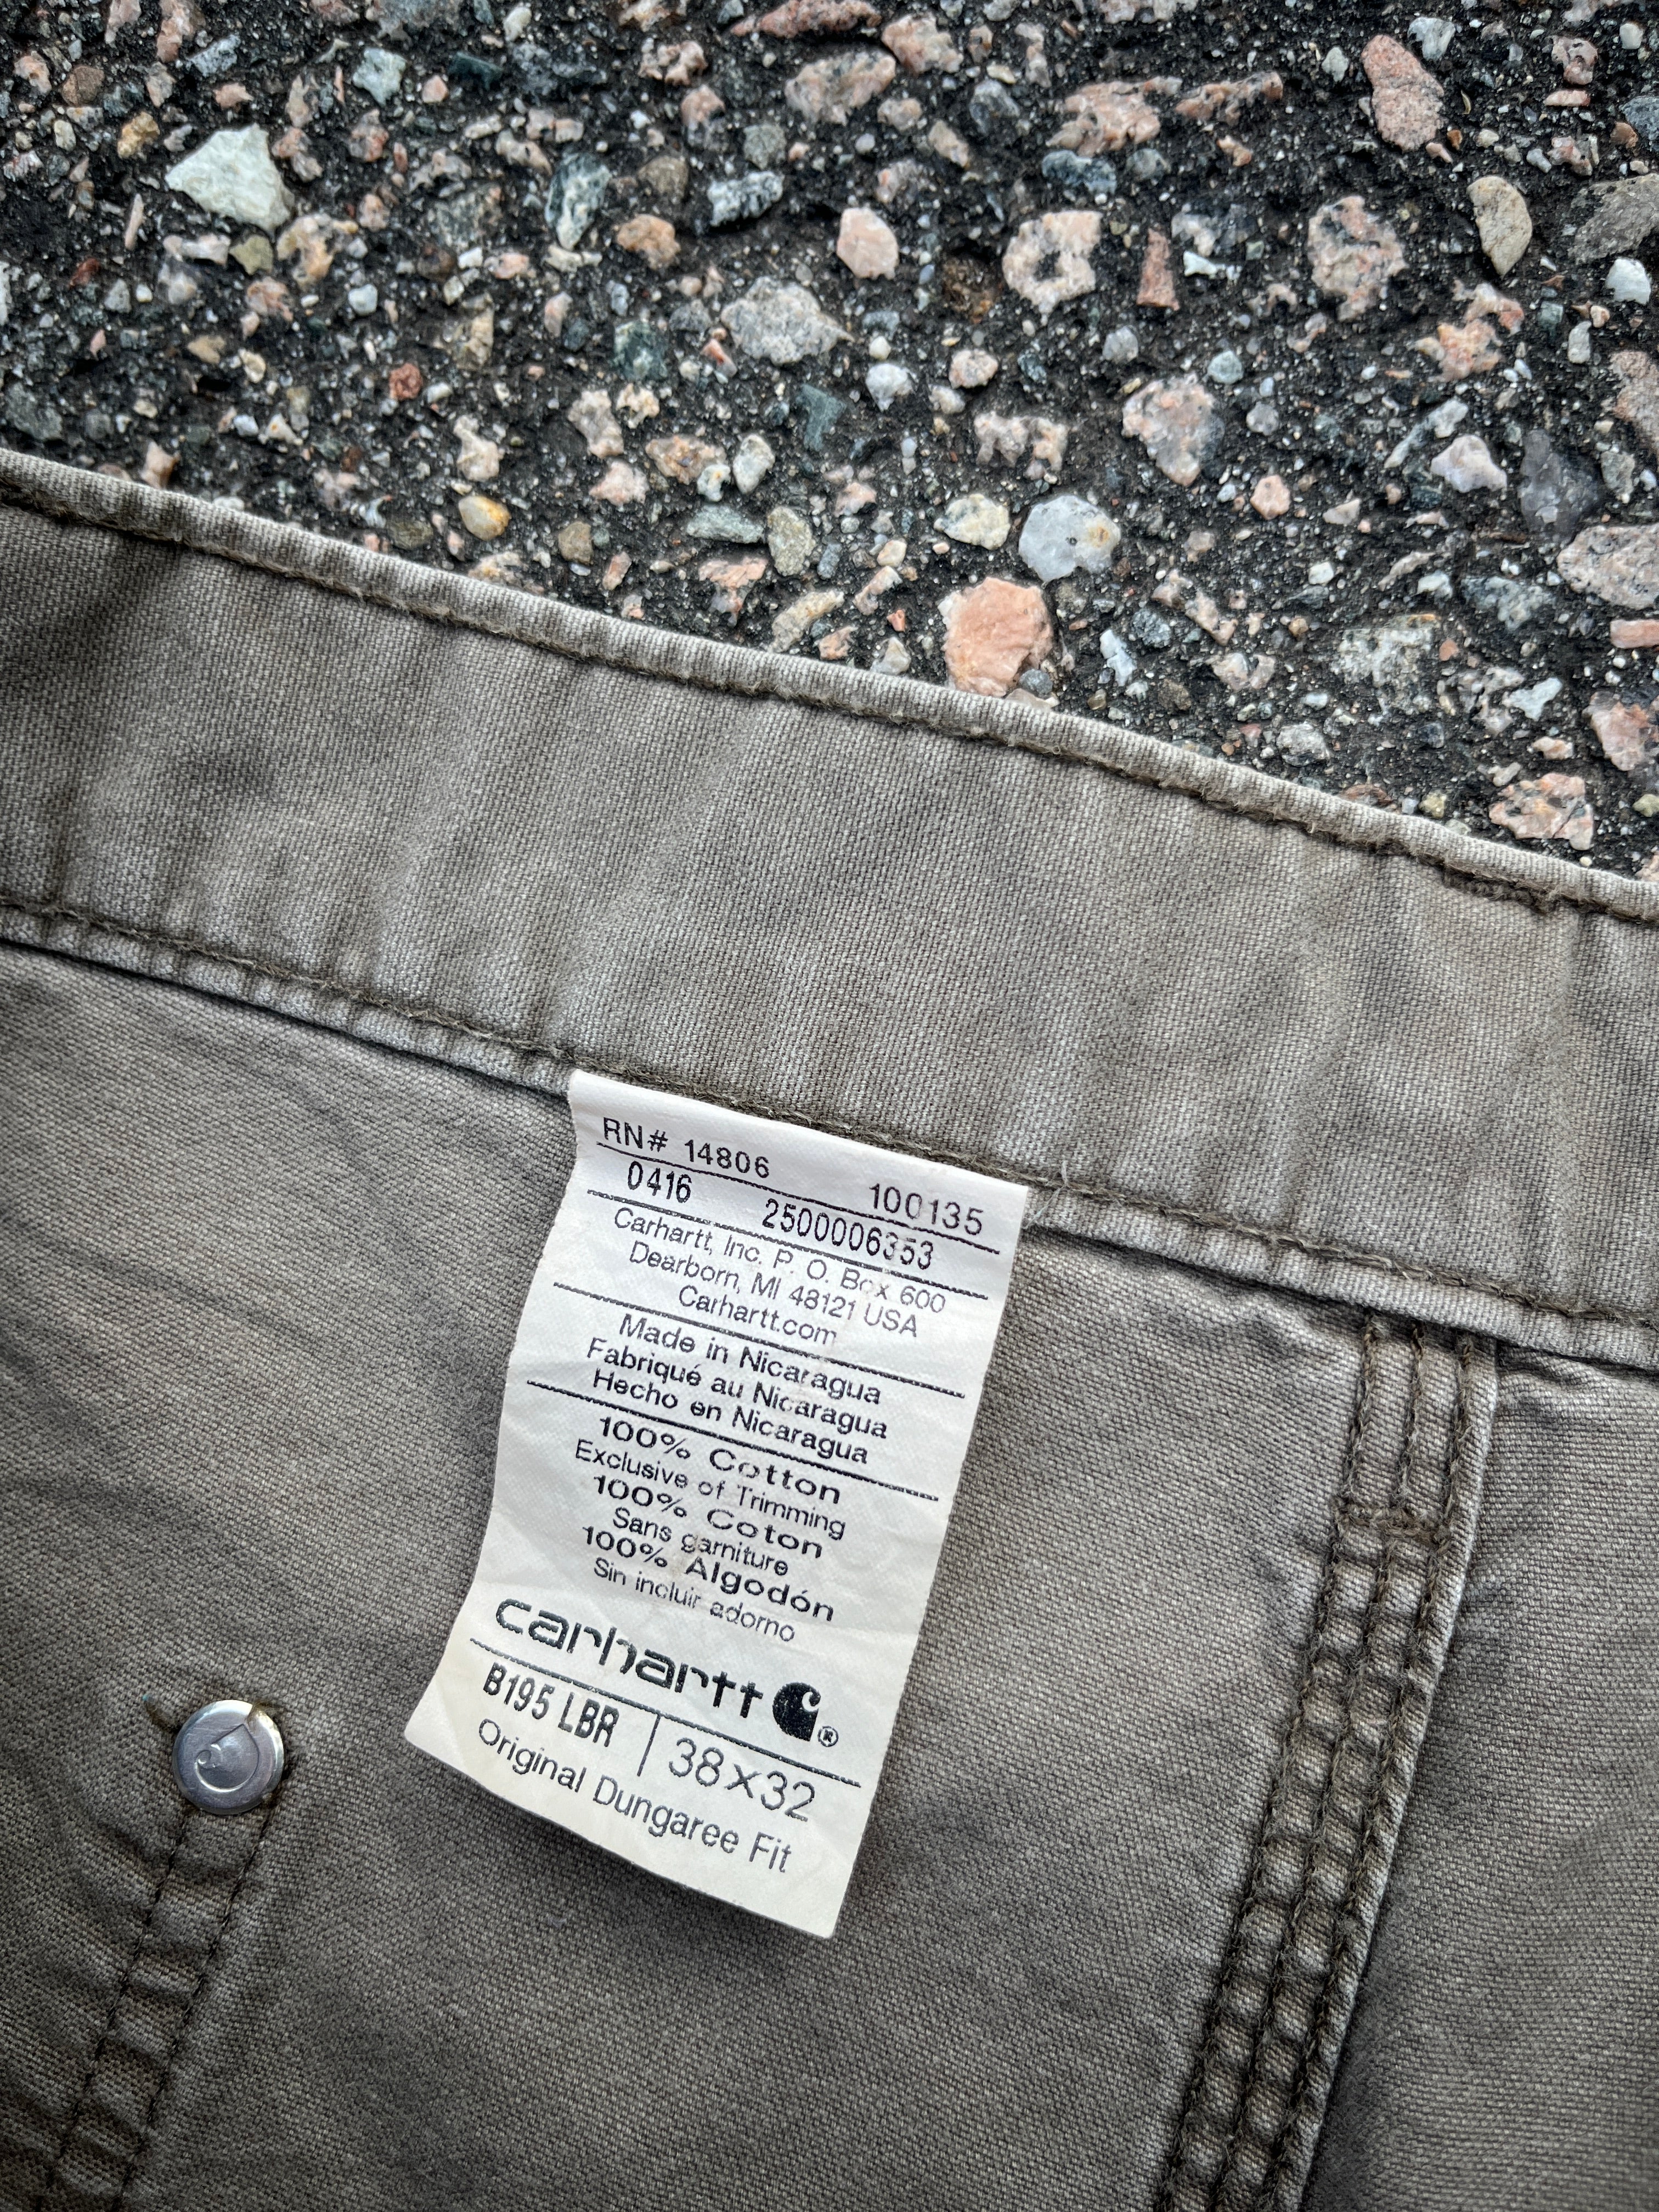 RN# 14806 100135
0416 2500006353
Carhartt, Inc. P. O. Box 600
Dearborn, MI 48121 USA
Carhartt.com
Made in Nicaragua
Fabriqué au Nicaragua
Hecho en Nicaragua
100% Cotton
Exclusive of Trimming
100% Coton
Sans garniture
100% Algodón
Sin incluir adorno
carhartt ®
B195 LBR | 38x32
Original Dungaree Fit